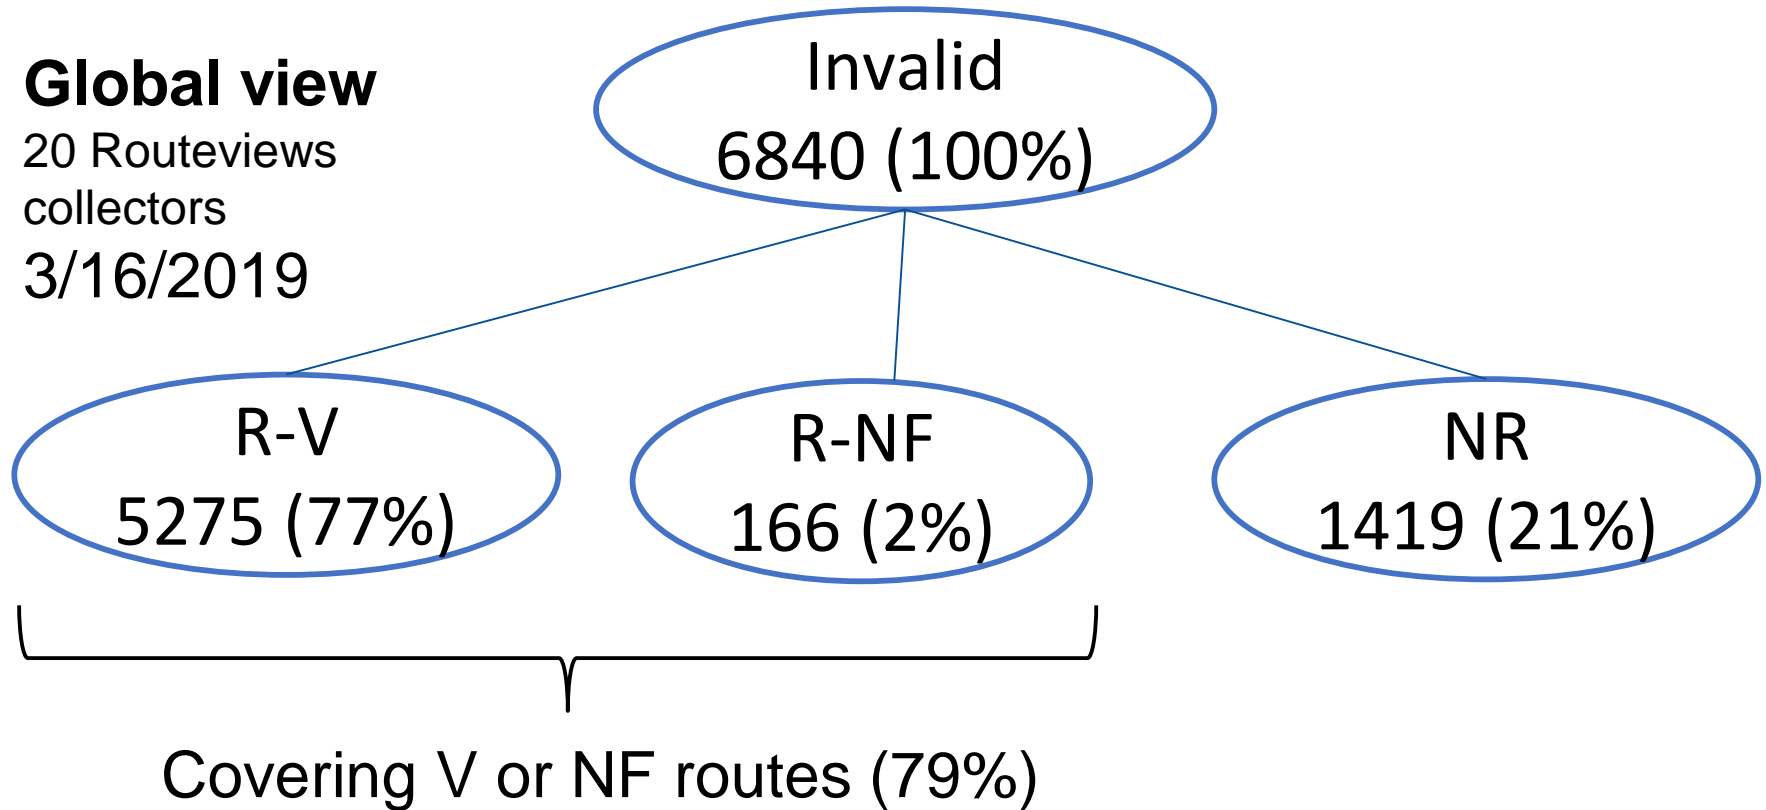 Global view
20 Routeviews
collectors
3/16/2019
Invalid
6840 (100%)
R-V
5275 (77%)
R-NF
166 (2%)
NR
1419 (21%)
Covering V or NF routes (79%)